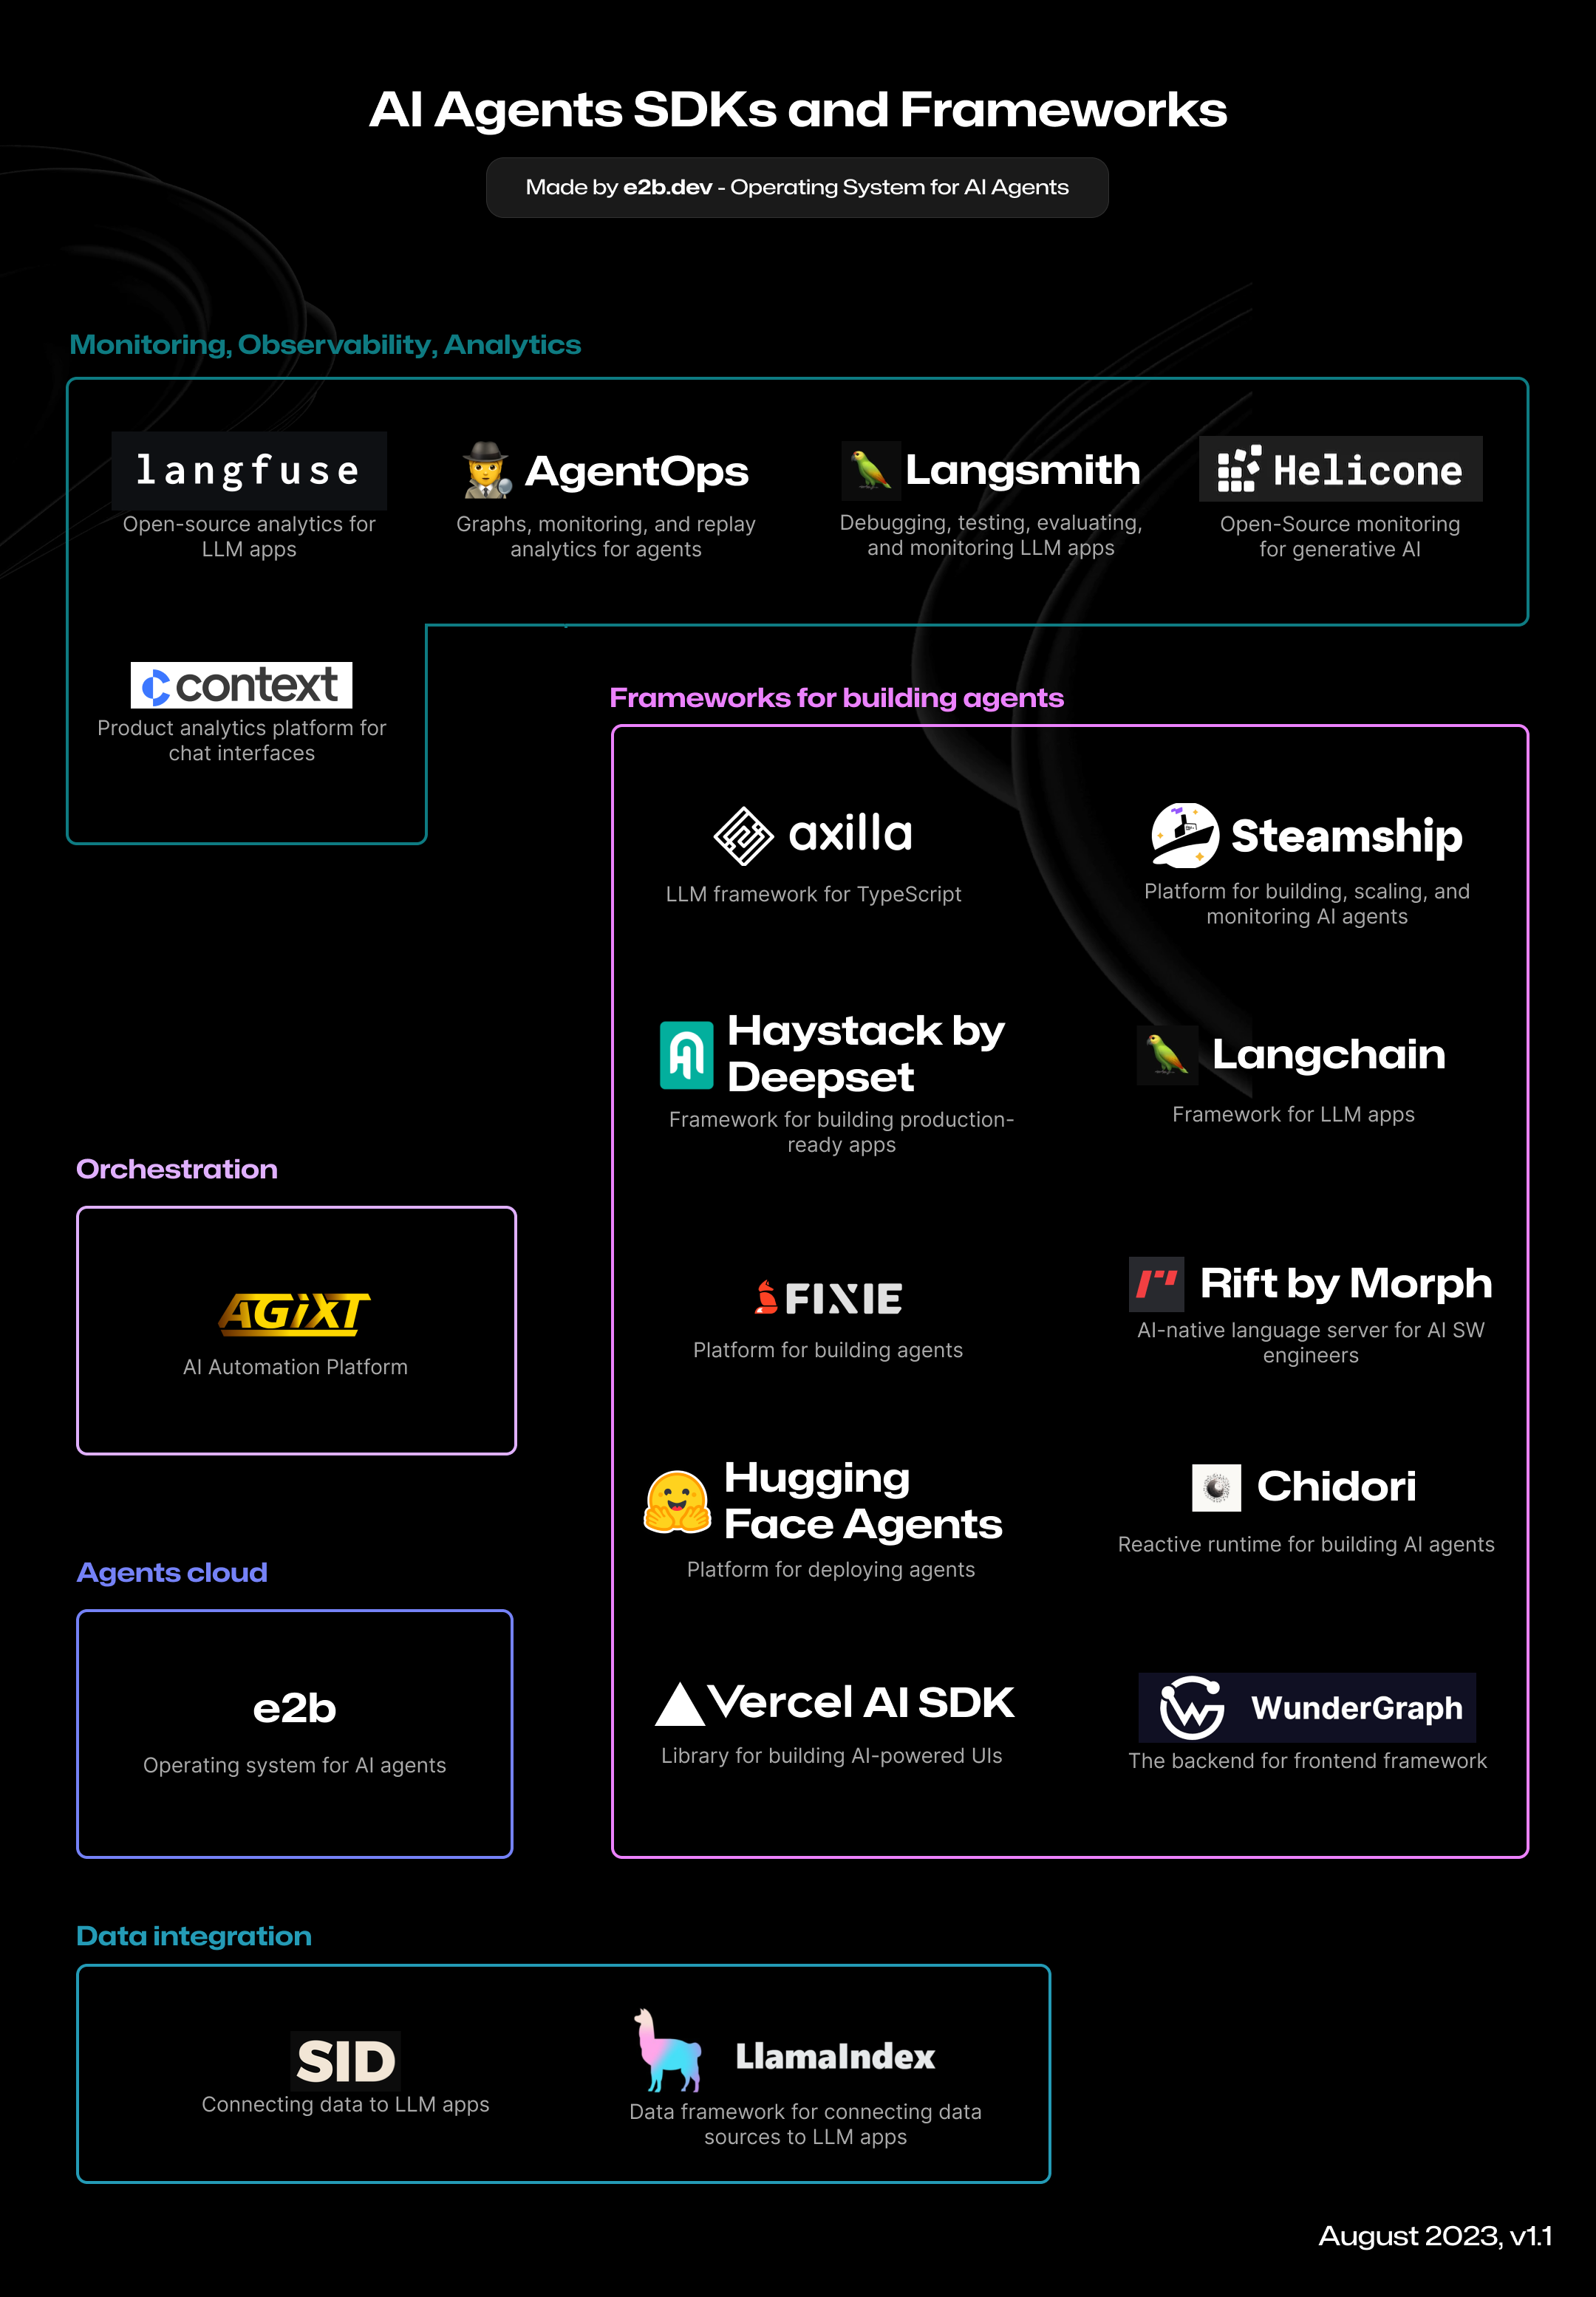 AI Agents SDKs and Frameworks
Made by e2b.dev - Operating System for AI Agents
Monitoring, Observability, Analytics
langfuse
Open-source analytics for
LLM apps
AgentOps
Graphs, monitoring, and replay
analytics for agents
Langsmith
Debugging, testing, evaluating,
and monitoring LLM apps
Helicone
Open-Source monitoring
for generative AI
context
Product analytics platform for
chat interfaces
Frameworks for building agents
axilla
LLM framework for TypeScript
Steamship
Platform for building, scaling, and
monitoring AI agents
Haystack by
Deepset
Framework for building production-
ready apps
Langchain
Framework for LLM apps
FIXIE
Platform for building agents
Rift by Morph
AI-native language server for AI SW
engineers
Hugging
Face Agents
Platform for deploying agents
Chidori
Reactive runtime for building AI agents
Vercel AI SDK
Library for building AI-powered UIs
WunderGraph
The backend for frontend framework
Orchestration
AGiXT
AI Automation Platform
Agents cloud
e2b
Operating system for AI agents
Data integration
SID
Connecting data to LLM apps
LlamaIndex
Data framework for connecting data
sources to LLM apps
August 2023, v1.1